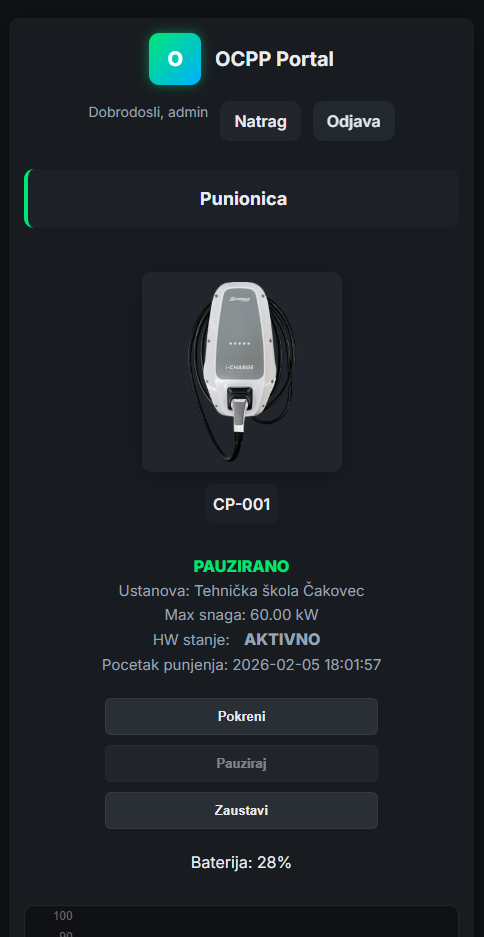 O OCPP Portal
Dobrodosli, admin Natrag Odjava
Punionica
i-CHARGE
CP-001
PAUZIRANO
Ustanova: Tehnička škola Čakovec
Max snaga: 60.00 kW
HW stanje: AKTIVNO
Pocetak punjenja: 2026-02-05 18:01:57
Pokreni
Pauziraj
Zaustavi
Baterija: 28%
100
90